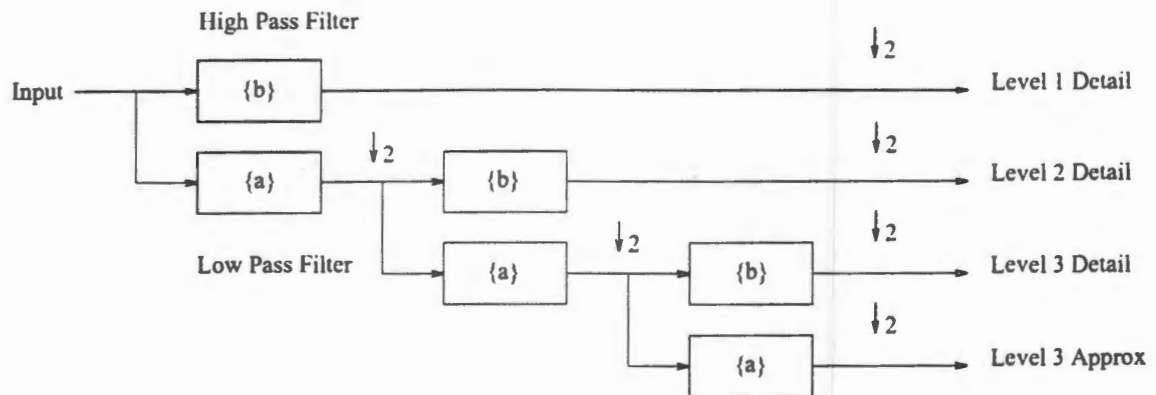 High Pass Filter
↓2
Input
{b}
Level 1 Detail
↓2
↓2
{a}
{b}
Level 2 Detail
↓2
↓2
Low Pass Filter
{a}
{b}
Level 3 Detail
↓2
{a}
Level 3 Approx